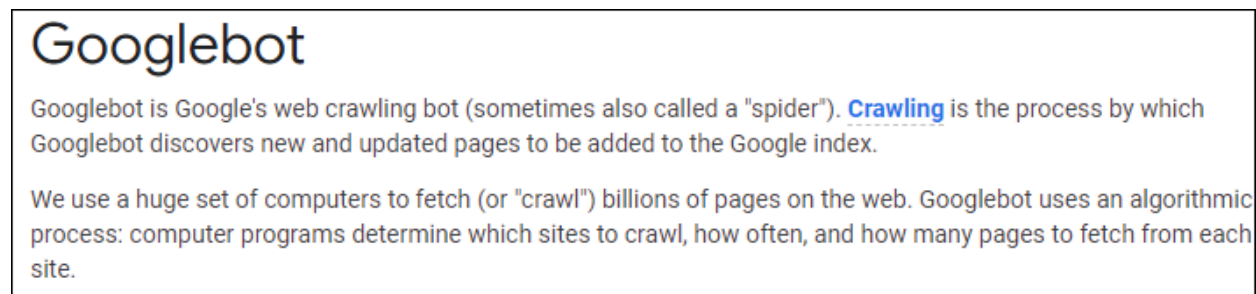 Googlebot
Googlebot is Google's web crawling bot (sometimes also called a "spider"). Crawling is the process by which
Googlebot discovers new and updated pages to be added to the Google index.
We use a huge set of computers to fetch (or "crawl") billions of pages on the web. Googlebot uses an algorithmic
process: computer programs determine which sites to crawl, how often, and how many pages to fetch from each
site.